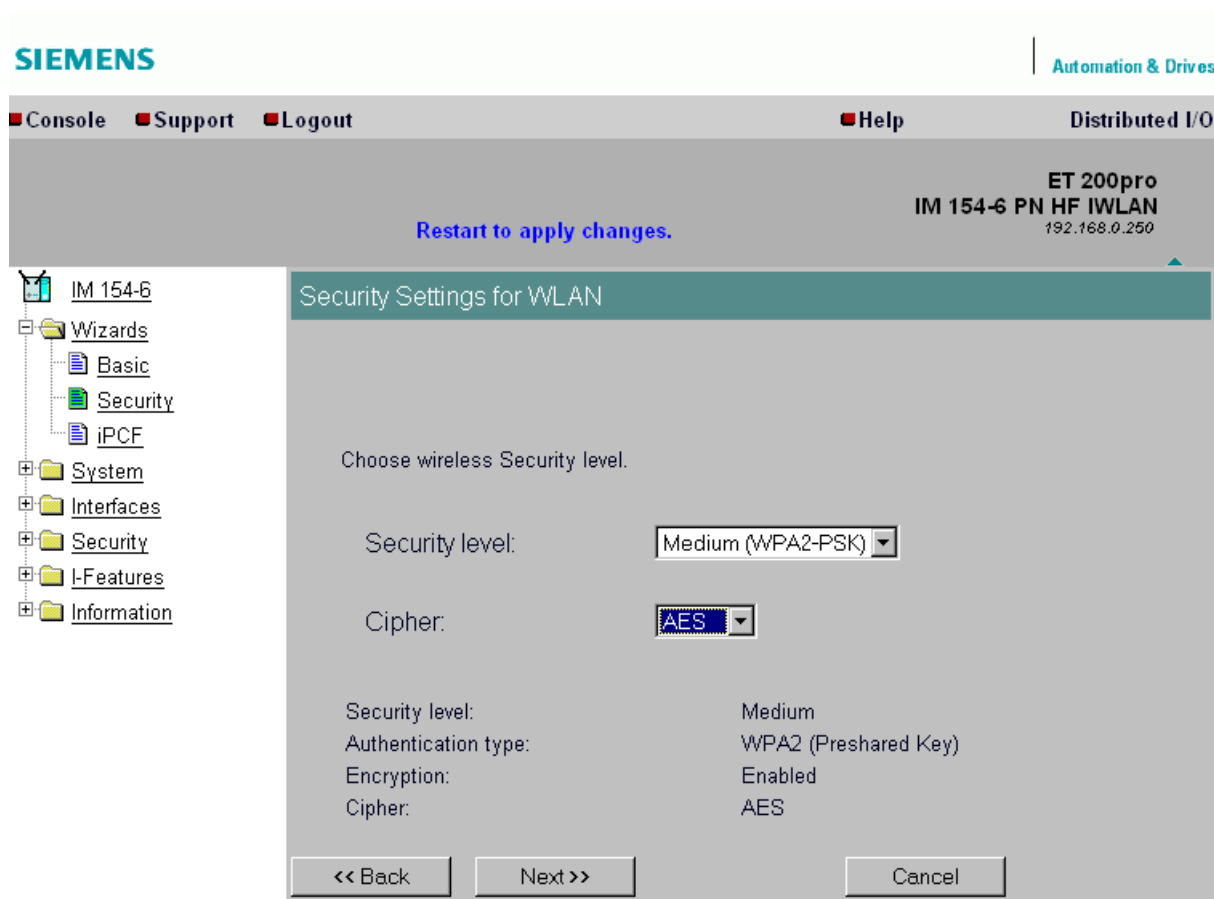 SIEMENS
Automation & Drives
Console Support Logout Help Distributed I/O
ET 200pro
IM 154-6 PN HF IWLAN
192.168.0.250
Restart to apply changes.
IM 154-6
Wizards
Basic
Security
iPCF
System
Interfaces
Security
I-Features
Information
Security Settings for WLAN
Choose wireless Security level.
Security level: Medium (WPA2-PSK)
Cipher: AES
Security level: Medium
Authentication type: WPA2 (Preshared Key)
Encryption: Enabled
Cipher: AES
<< Back Next >> Cancel